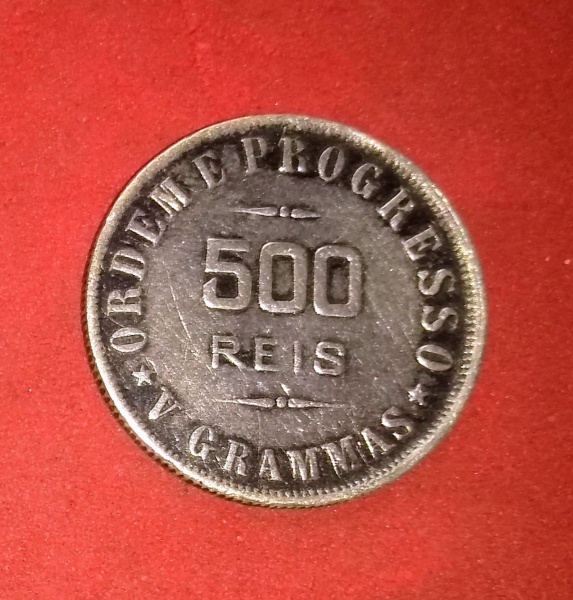 ORDEM E PROGRESSO
500
REIS
★ V GRAMMAS ★